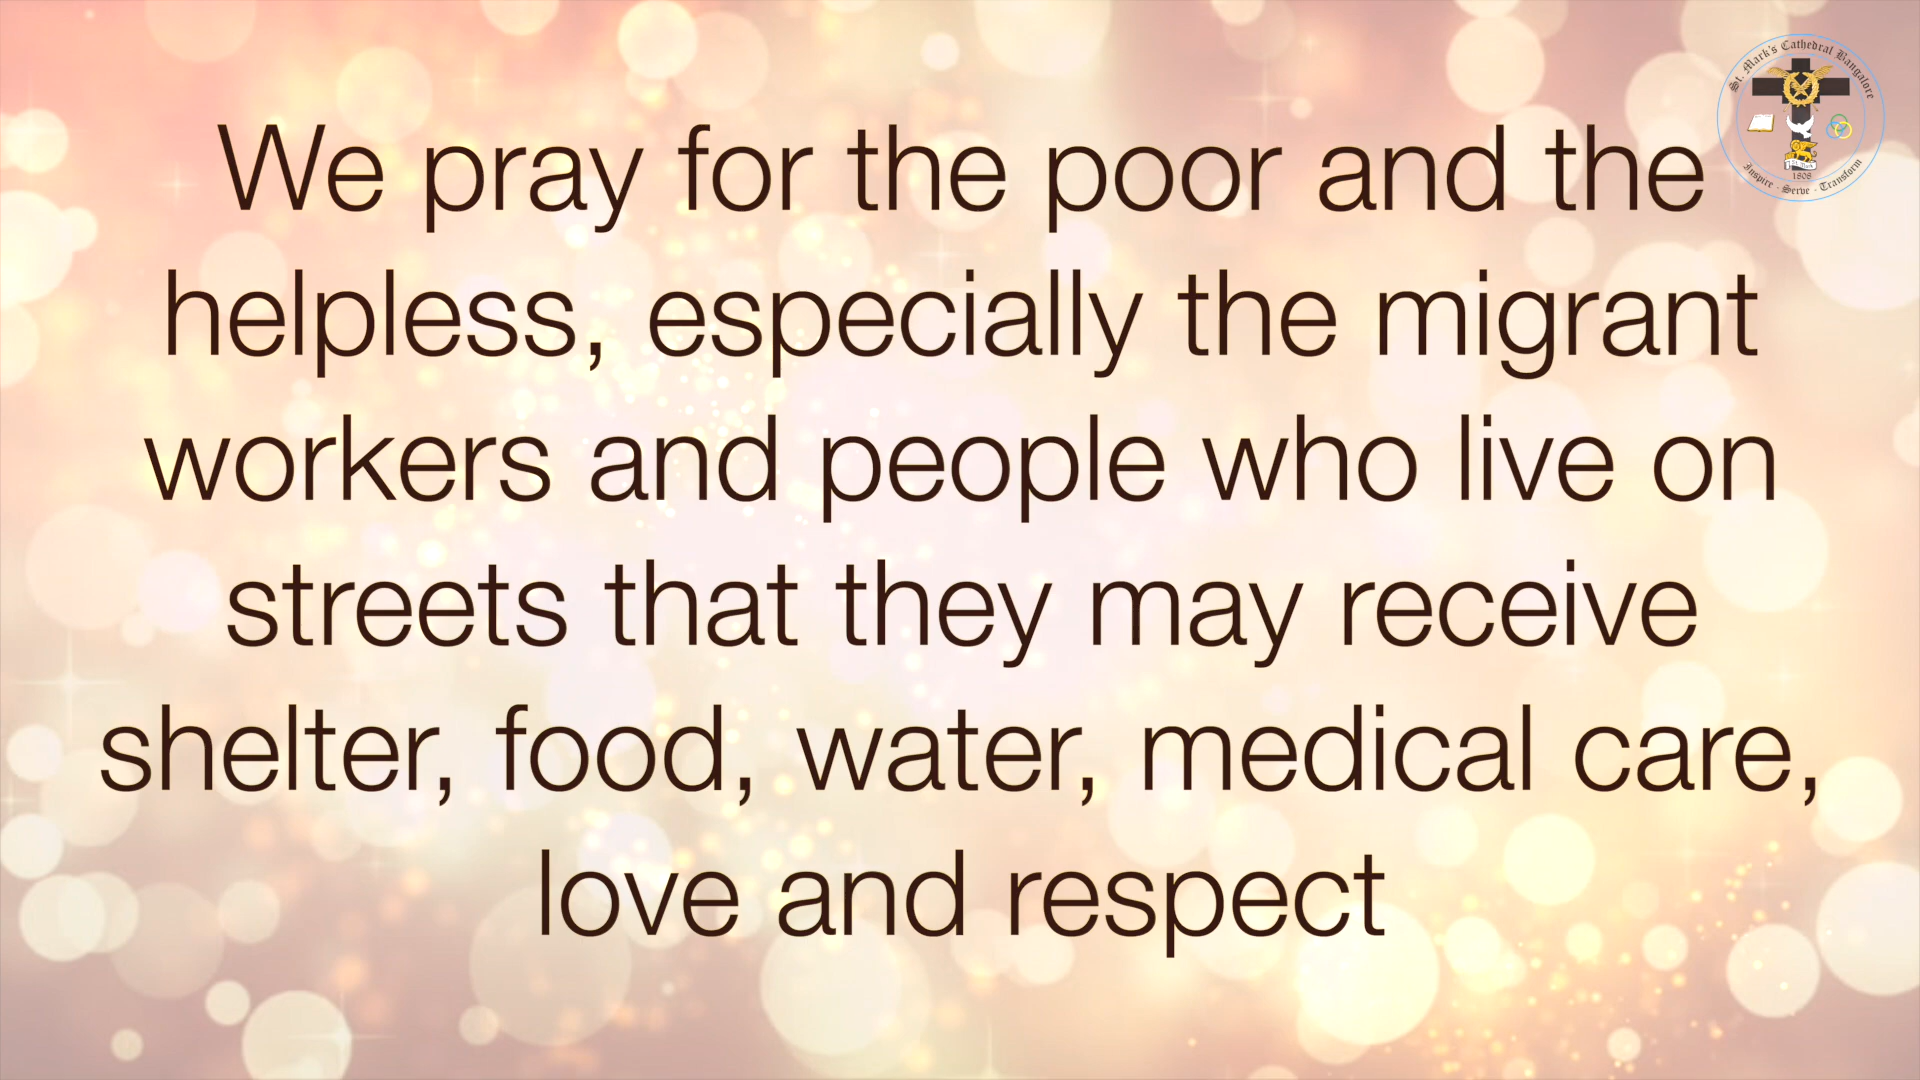 We pray for the poor and the
helpless, especially the migrant
workers and people who live on
streets that they may receive
shelter, food, water, medical care,
love and respect
St. Mark's Cathedral Bangalore
St. Mark
1808
Inspire - Serve - Transform